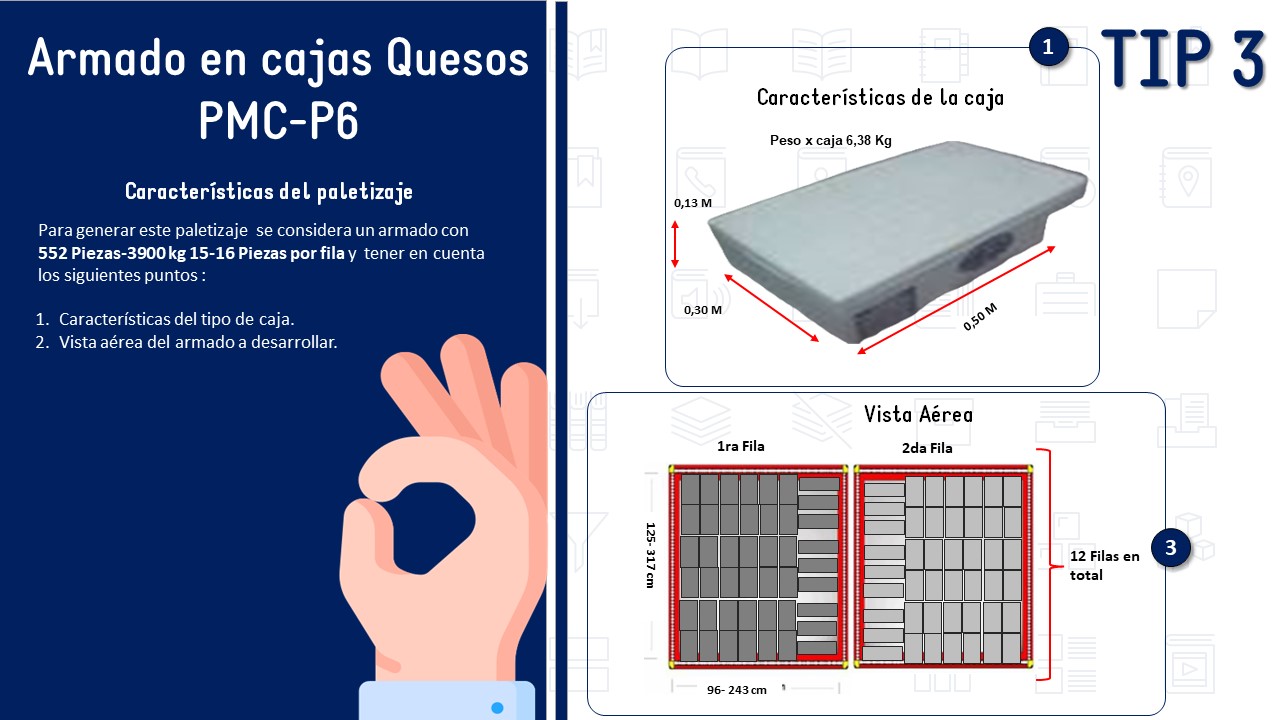 Armado en cajas Quesos
PMC-P6
Características del paletizaje
Para generar este paletizaje se considera un armado con
552 Piezas-3900 kg 15-16 Piezas por fila y tener en cuenta
los siguientes puntos :
1. Características del tipo de caja.
2. Vista aérea del armado a desarrollar.
TIP 3
1
Características de la caja
Peso x caja 6,38 Kg
0,13 M
0,30 M
0,50 M
Vista Aérea
1ra Fila
2da Fila
125- 317 cm
96- 243 cm
12 Filas en
total
3